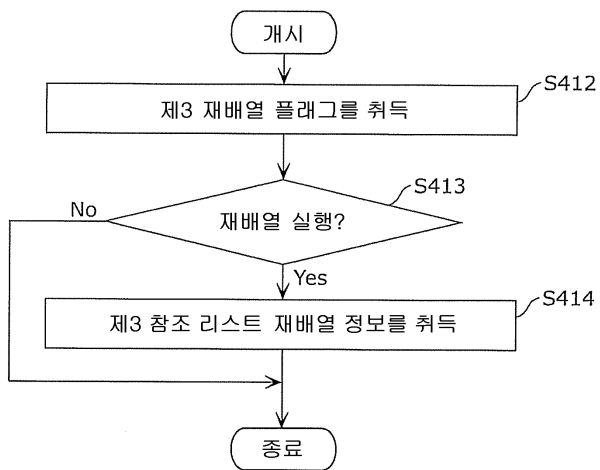 개시
S412
제3 재배열 플래그를 취득
S413
No
재배열 실행?
Yes
S414
제3 참조 리스트 재배열 정보를 취득
종료